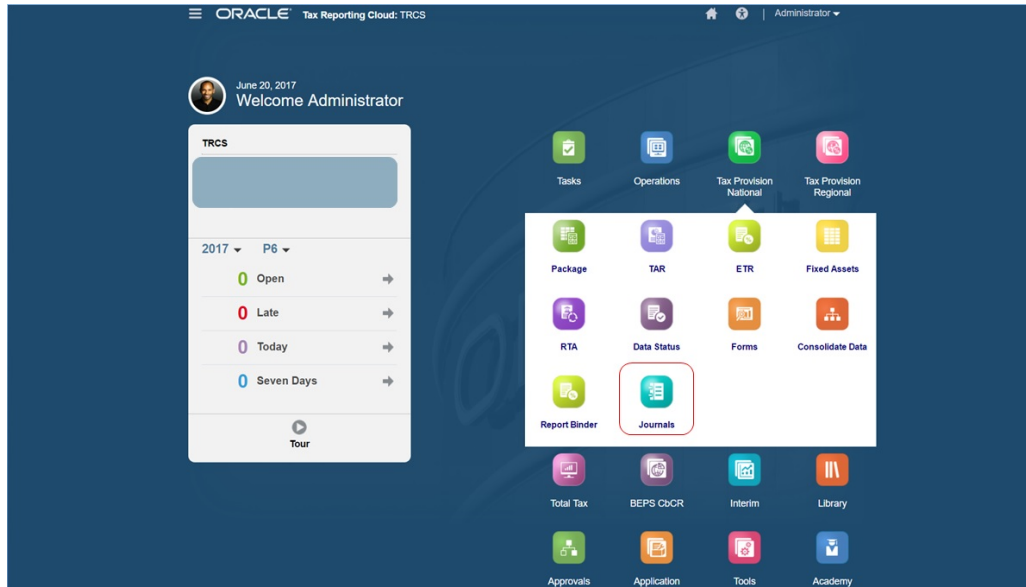 ORACLE Tax Reporting Cloud: TRCS
Administrator
June 20, 2017
Welcome Administrator
TRCS
2017 P6
0 Open
0 Late
0 Today
0 Seven Days
Tour
Tasks Operations Tax Provision National Tax Provision Regional
Package TAR ETR Fixed Assets
RTA Data Status Forms Consolidate Data
Report Binder Journals
Total Tax BEPS CbCR Interim Library
Approvals Application Tools Academy